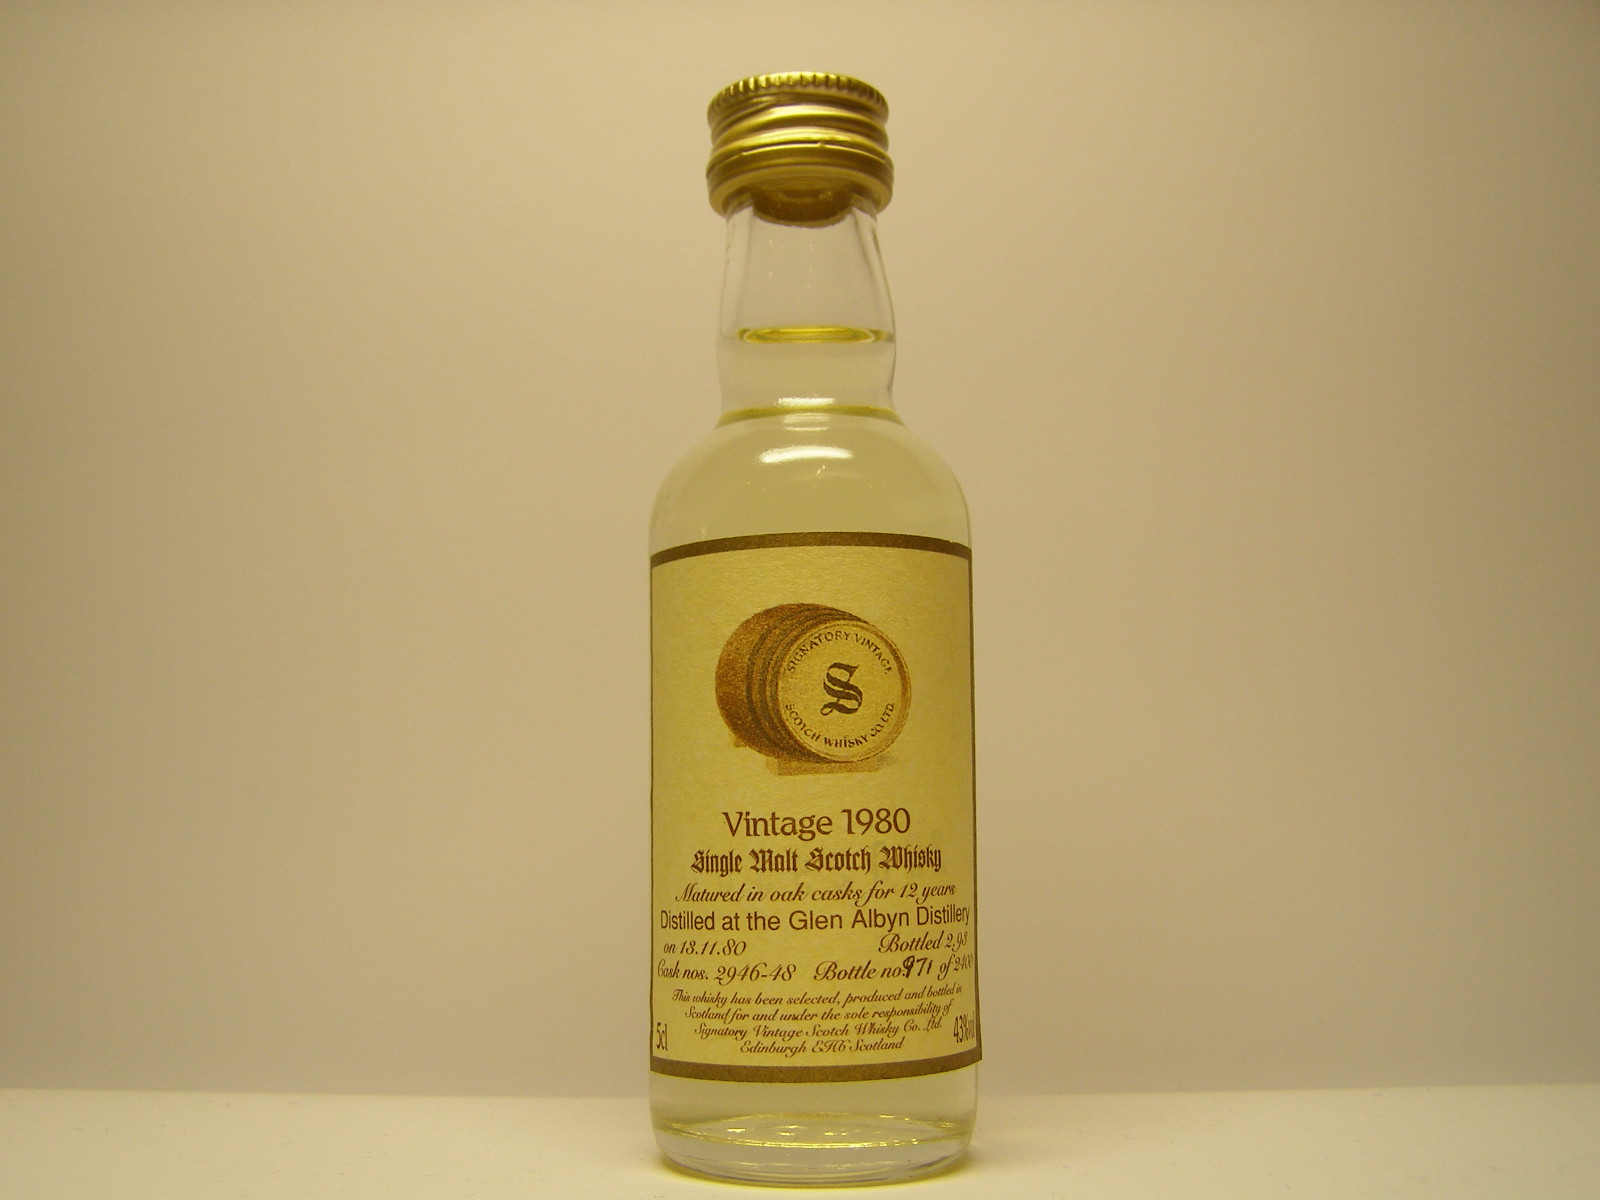 SIGNATORY VINTAGE
S
SCOTCH WHISKY CO. LTD.
Vintage 1980
Single Malt Scotch Whisky
Matured in oak casks for 12 years
Distilled at the Glen Albyn Distillery
on 13.11.80 Bottled 2.93
Cask nos. 2946-48 Bottle no. 971 of 2400
This whisky has been selected, produced and bottled in
Scotland for and under the sole responsibility of
Signatory Vintage Scotch Whisky Co. Ltd.
Edinburgh EH6 Scotland
5cl 43%vol